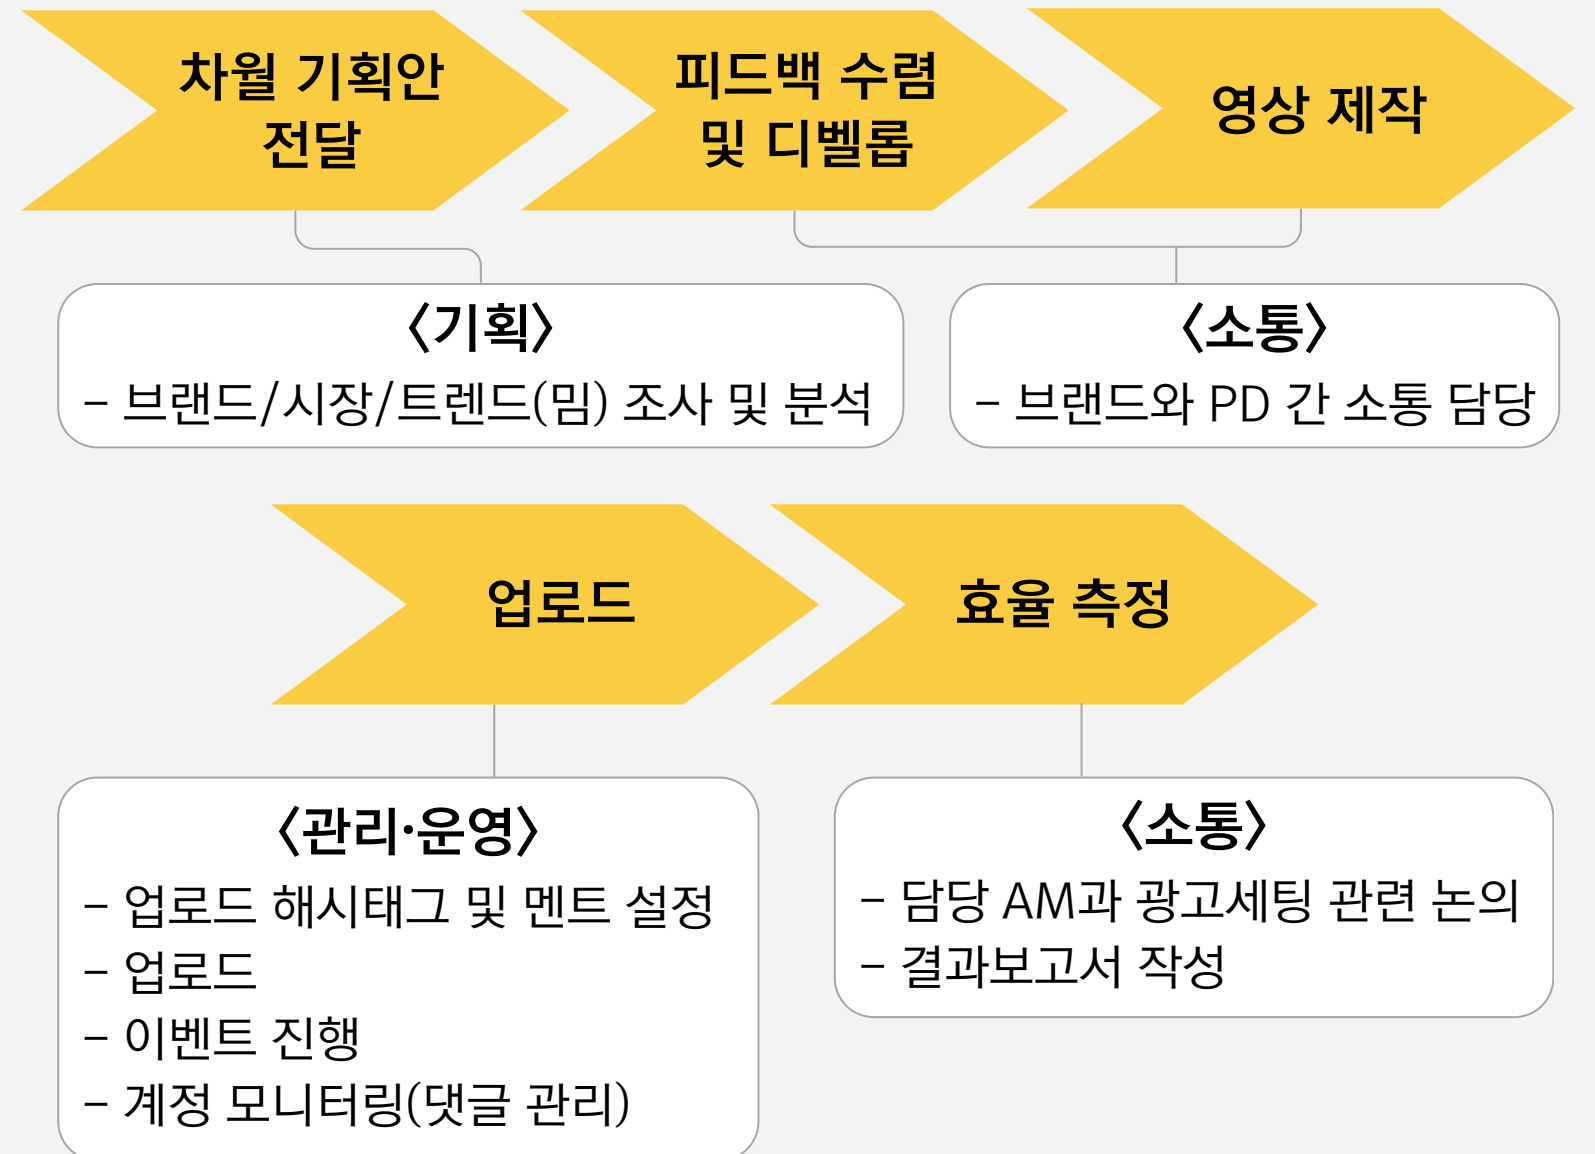 차월 기획안
전달
피드백 수렴
및 디벨롭
영상 제작
〈기획〉
– 브랜드/시장/트렌드(밈) 조사 및 분석
〈소통〉
– 브랜드와 PD 간 소통 담당
업로드
효율 측정
〈관리·운영〉
– 업로드 해시태그 및 멘트 설정
– 업로드
– 이벤트 진행
– 계정 모니터링(댓글 관리)
〈소통〉
– 담당 AM과 광고세팅 관련 논의
– 결과보고서 작성